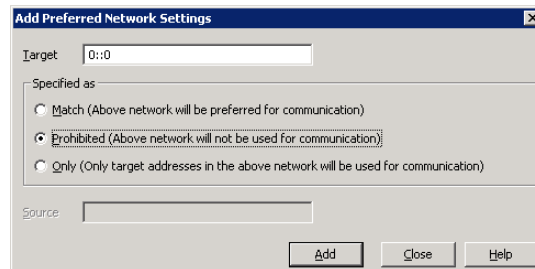 Add Preferred Network Settings
Target 0::0
Specified as
Match (Above network will be preferred for communication)
Prohibited (Above network will not be used for communication)
Only (Only target addresses in the above network will be used for communication)
Source
Add Close Help